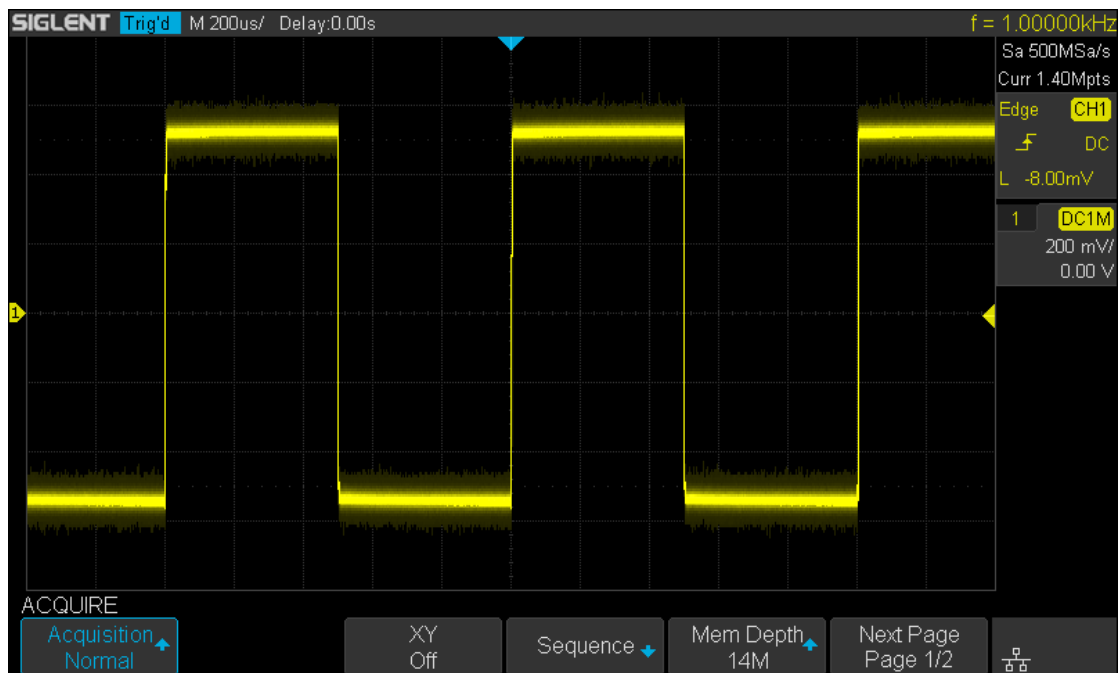 SIGLENT Trig'd M 200us/ Delay:0.00s f = 1.00000kHz
Sa 500MSa/s
Curr 1.40Mpts
Edge CH1
DC
L -8.00mV
1 DC1M
200 mV/
0.00 V
1
ACQUIRE
Acquisition
Normal
XY
Off
Sequence
Mem Depth
14M
Next Page
Page 1/2